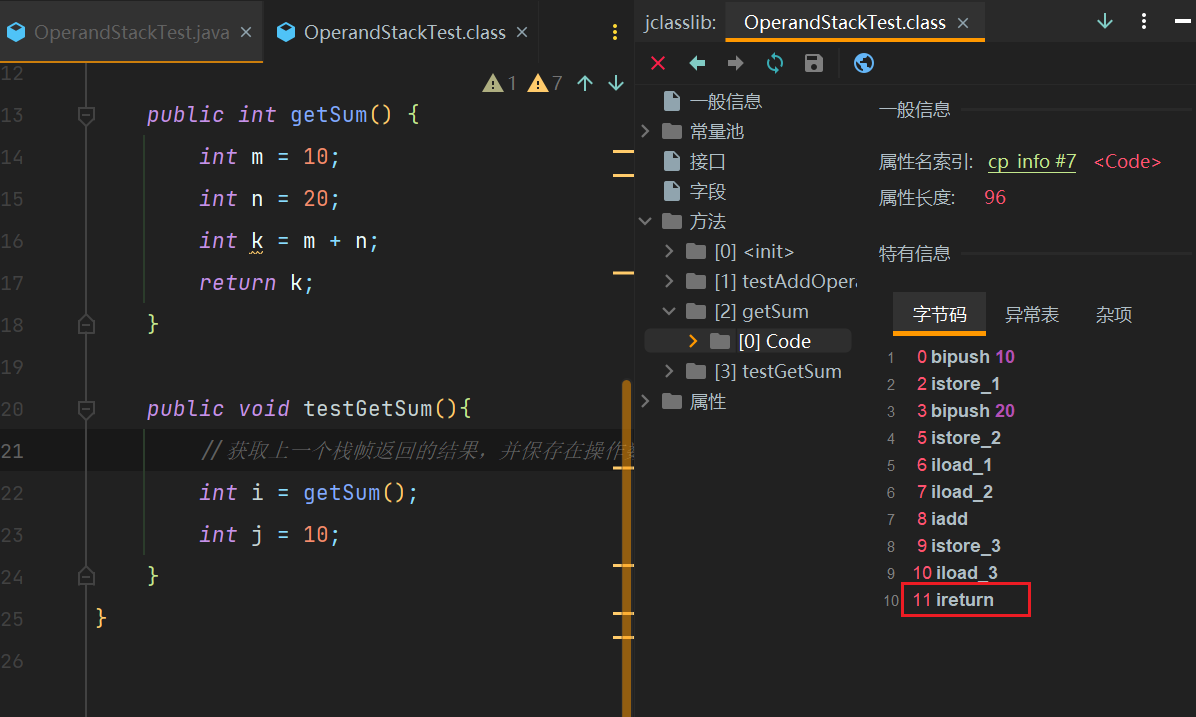 OperandStackTest.java
OperandStackTest.class
1
7
12
13 public int getSum() {
14 int m = 10;
15 int n = 20;
16 int k = m + n;
17 return k;
18 }
19
20 public void testGetSum(){
21 // 获取上一个栈帧返回的结果，并保存在操作
22 int i = getSum();
23 int j = 10;
24 }
25 }
26
jclasslib:
OperandStackTest.class
一般信息
常量池
接口
字段
方法
[0] <init>
[1] testAddOpera
[2] getSum
[0] Code
[3] testGetSum
属性
一般信息
属性名索引: cp_info #7 <Code>
属性长度: 96
特有信息
字节码 异常表 杂项
1 0 bipush 10
2 2 istore_1
3 3 bipush 20
4 5 istore_2
5 6 iload_1
6 7 iload_2
7 8 iadd
8 9 istore_3
9 10 iload_3
10 11 ireturn